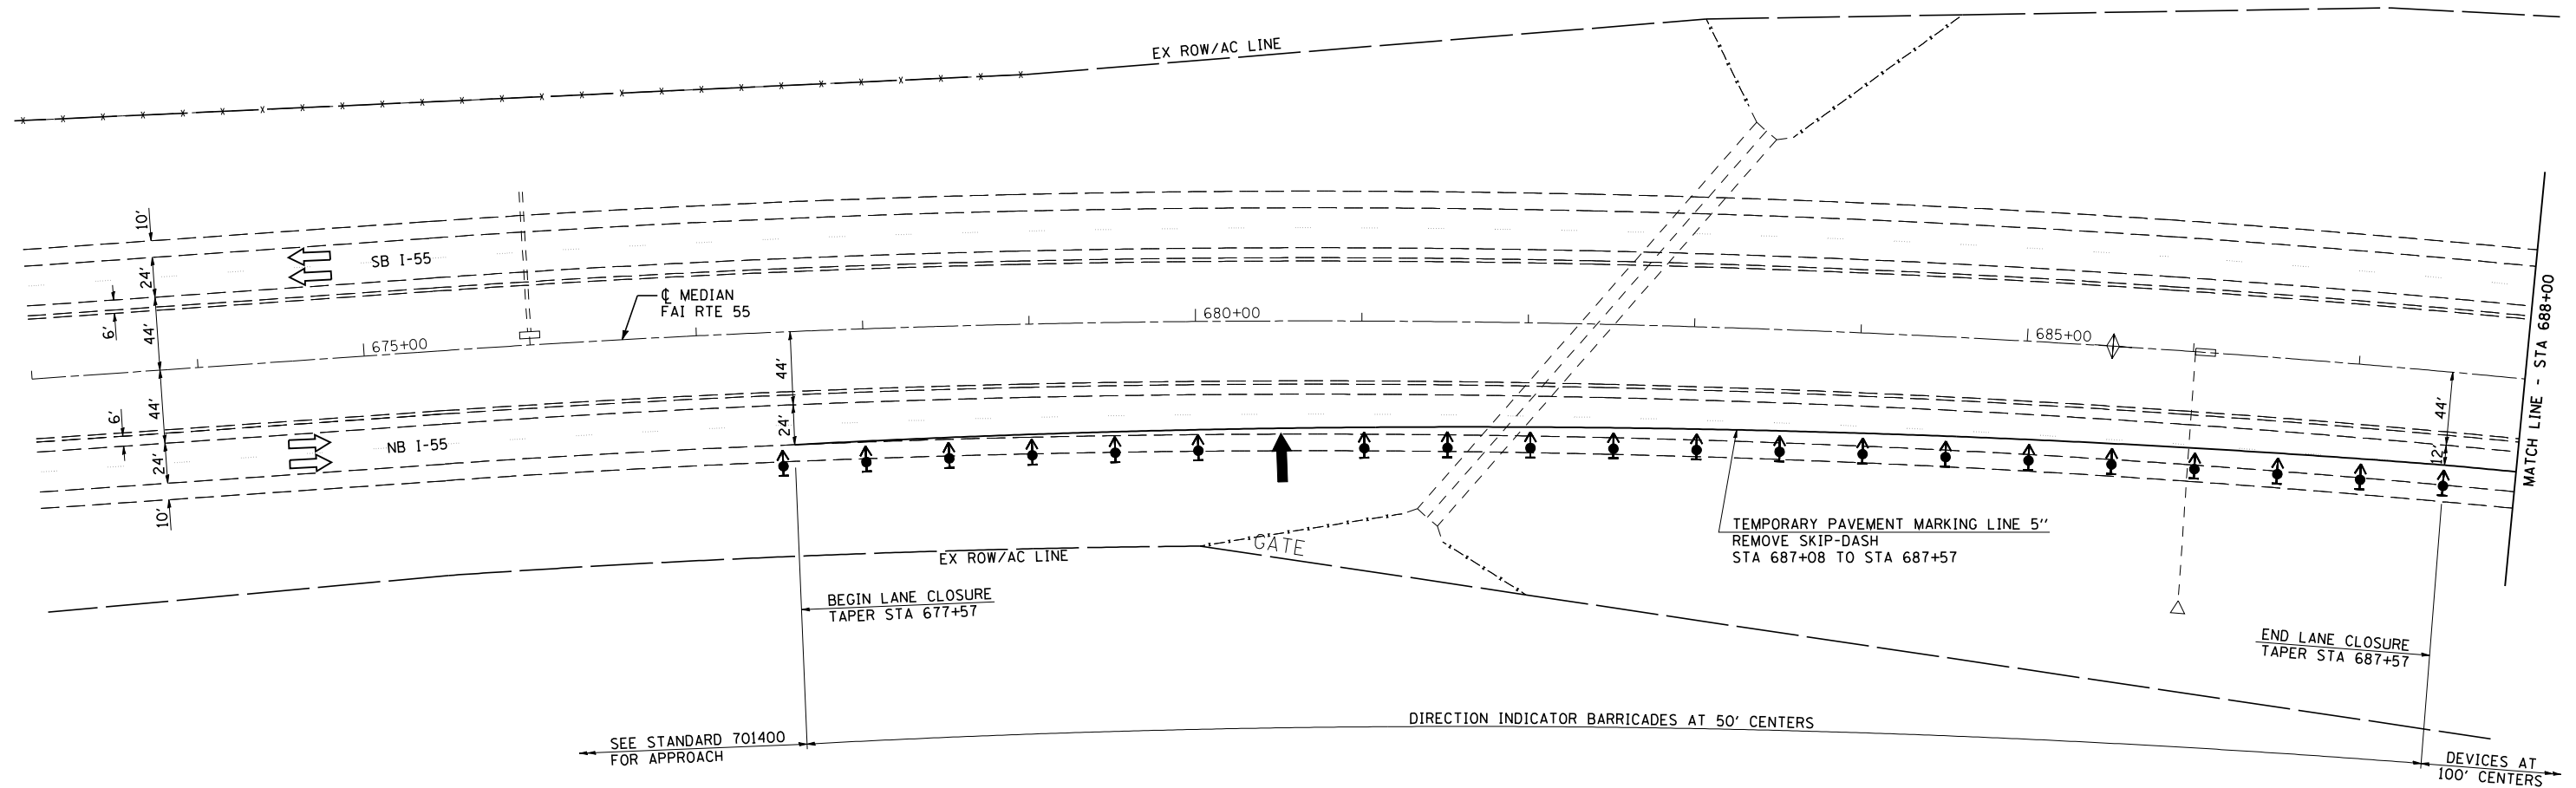 EX ROW/AC LINE
10'
24'
6'
44'
SB I-55
℄ MEDIAN
FAI RTE 55
675+00
680+00
685+00
MATCH LINE - STA 688+00
44'
6'
24'
10'
NB I-55
44'
24'
44'
12'
GATE
EX ROW/AC LINE
TEMPORARY PAVEMENT MARKING LINE 5''
REMOVE SKIP-DASH
STA 687+08 TO STA 687+57
BEGIN LANE CLOSURE
TAPER STA 677+57
END LANE CLOSURE
TAPER STA 687+57
DIRECTION INDICATOR BARRICADES AT 50' CENTERS
SEE STANDARD 701400
FOR APPROACH
DEVICES AT
100' CENTERS